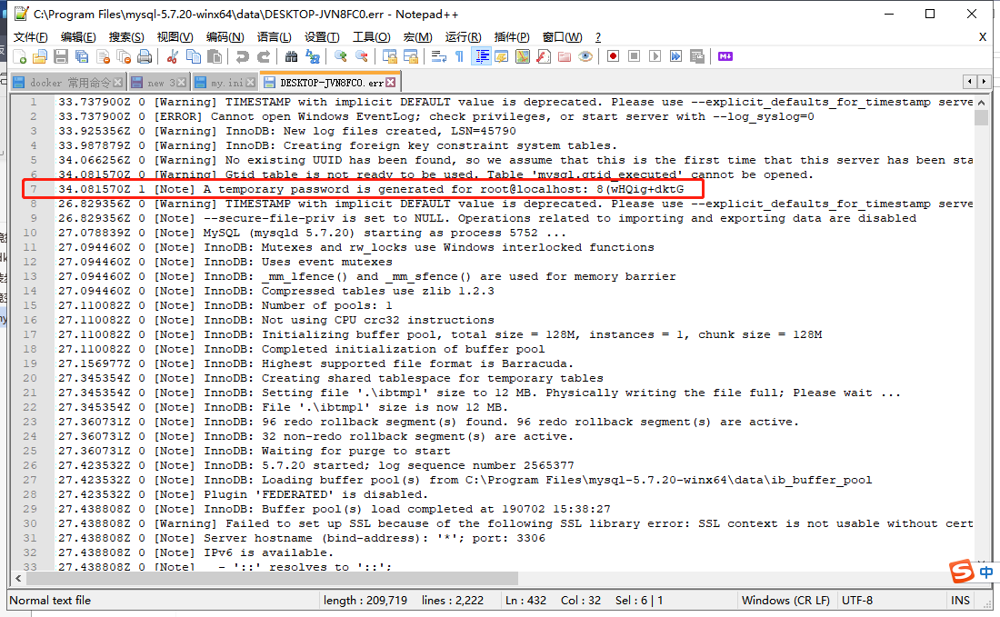 C:\Program Files\mysql-5.7.20-winx64\data\DESKTOP-JVN8FC0.err - Notepad++
文件(F) 编辑(E) 搜索(S) 视图(V) 编码(N) 语言(L) 设置(T) 工具(O) 宏(M) 运行(R) 插件(P) 窗口(W) ? X
docker 常用命令 new 3 my.ini DESKTOP-JVN8FC0.err
1 33.737900Z 0 [Warning] TIMESTAMP with implicit DEFAULT value is deprecated. Please use --explicit_defaults_for_timestamp serve
2 33.737900Z 0 [ERROR] Cannot open Windows EventLog; check privileges, or start server with --log_syslog=0
3 33.925356Z 0 [Warning] InnoDB: New log files created, LSN=45790
4 33.987879Z 0 [Warning] InnoDB: Creating foreign key constraint system tables.
5 34.066256Z 0 [Warning] No existing UUID has been found, so we assume that this is the first time that this server has been sta
6 34.081570Z 0 [Warning] Gtid table is not ready to be used. Table 'mysql.gtid_executed' cannot be opened.
7 34.081570Z 1 [Note] A temporary password is generated for root@localhost: 8(wHQig+dktG
8 26.829356Z 0 [Warning] TIMESTAMP with implicit DEFAULT value is deprecated. Please use --explicit_defaults_for_timestamp serve
9 26.829356Z 0 [Note] --secure-file-priv is set to NULL. Operations related to importing and exporting data are disabled
10 27.078839Z 0 [Note] MySQL (mysqld 5.7.20) starting as process 5752 ...
11 27.094460Z 0 [Note] InnoDB: Mutexes and rw_locks use Windows interlocked functions
12 27.094460Z 0 [Note] InnoDB: Uses event mutexes
13 27.094460Z 0 [Note] InnoDB: _mm_lfence() and _mm_sfence() are used for memory barrier
14 27.094460Z 0 [Note] InnoDB: Compressed tables use zlib 1.2.3
15 27.110082Z 0 [Note] InnoDB: Number of pools: 1
16 27.110082Z 0 [Note] InnoDB: Not using CPU crc32 instructions
17 27.110082Z 0 [Note] InnoDB: Initializing buffer pool, total size = 128M, instances = 1, chunk size = 128M
18 27.110082Z 0 [Note] InnoDB: Completed initialization of buffer pool
19 27.156977Z 0 [Note] InnoDB: Highest supported file format is Barracuda.
20 27.345354Z 0 [Note] InnoDB: Creating shared tablespace for temporary tables
21 27.345354Z 0 [Note] InnoDB: Setting file '.\ibtmp1' size to 12 MB. Physically writing the file full; Please wait ...
22 27.345354Z 0 [Note] InnoDB: File '.\ibtmp1' size is now 12 MB.
23 27.360731Z 0 [Note] InnoDB: 96 redo rollback segment(s) found. 96 redo rollback segment(s) are active.
24 27.360731Z 0 [Note] InnoDB: 32 non-redo rollback segment(s) are active.
25 27.360731Z 0 [Note] InnoDB: Waiting for purge to start
26 27.423532Z 0 [Note] InnoDB: 5.7.20 started; log sequence number 2565377
27 27.423532Z 0 [Note] InnoDB: Loading buffer pool(s) from C:\Program Files\mysql-5.7.20-winx64\data\ib_buffer_pool
28 27.423532Z 0 [Note] Plugin 'FEDERATED' is disabled.
29 27.438808Z 0 [Note] InnoDB: Buffer pool(s) load completed at 190702 15:38:27
30 27.438808Z 0 [Warning] Failed to set up SSL because of the following SSL library error: SSL context is not usable without cert
31 27.438808Z 0 [Note] Server hostname (bind-address): '*'; port: 3306
32 27.438808Z 0 [Note] IPv6 is available.
33 27.438808Z 0 [Note]   - '::' resolves to '::';
中
Normal text file length : 209,719 lines : 2,222 Ln : 432 Col : 32 Sel : 6 | 1 Windows (CR LF) UTF-8 INS